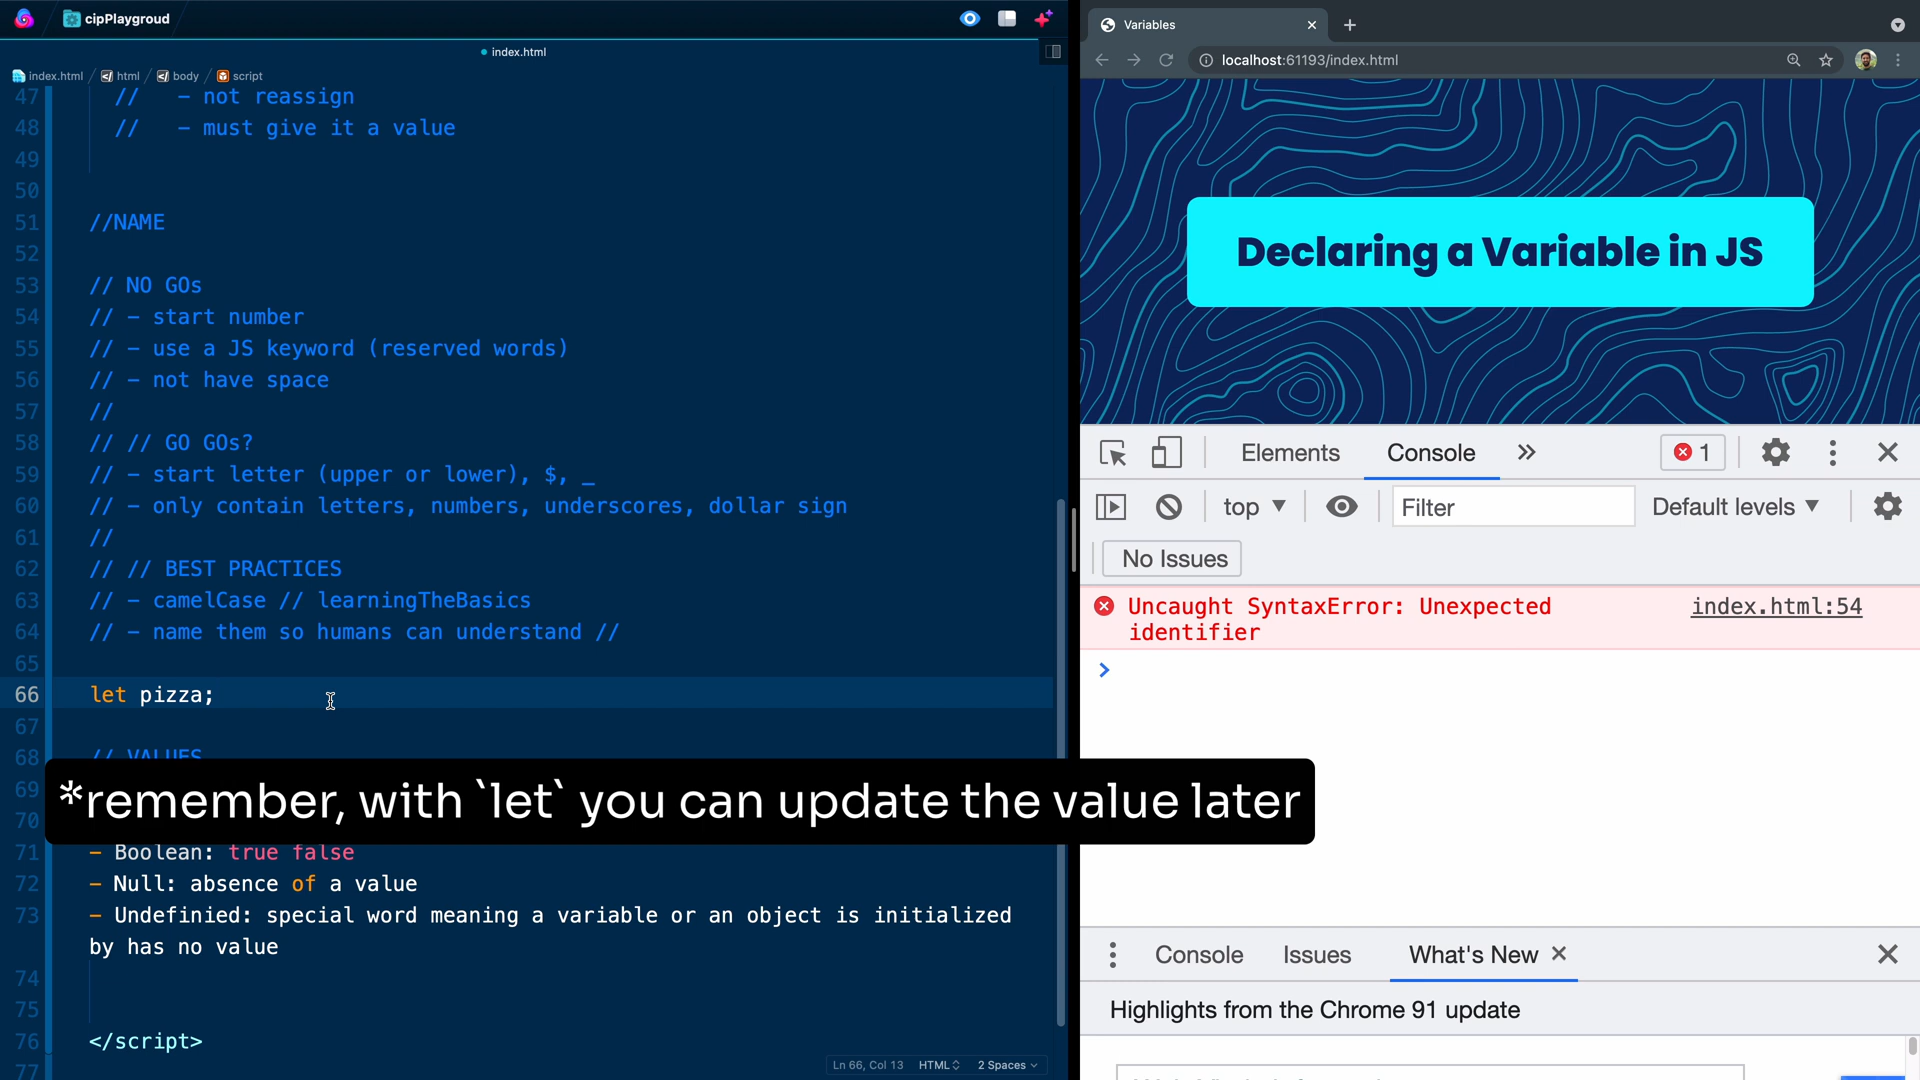 cipPlaygroud
index.html
index.html / html / body / script
47 // - not reassign
48 // - must give it a value
49
50
51 //NAME
52
53 // NO GOs
54 // - start number
55 // - use a JS keyword (reserved words)
56 // - not have space
57 //
58 // // GO GOs?
59 // - start letter (upper or lower), $, _
60 // - only contain letters, numbers, underscores, dollar sign
61 //
62 // // BEST PRACTICES
63 // - camelCase // learningTheBasics
64 // - name them so humans can understand //
65
66 let pizza;
67
68 // VALUES
69
*remember, with `let` you can update the value later
70
71 - Boolean: true false
72 - Null: absence of a value
73 - Undefinied: special word meaning a variable or an object is initialized
by has no value
74
75
76 </script>
77
Ln 66, Col 13 HTML 2 Spaces
Variables
localhost:61193/index.html
Declaring a Variable in JS
Elements Console 1
top Filter Default levels
No Issues
Uncaught SyntaxError: Unexpected index.html:54
identifier
Console Issues What's New
Highlights from the Chrome 91 update